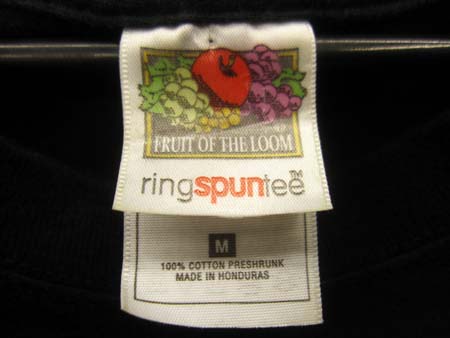 FRUIT OF THE LOOM
ringspuntee™
M
100% COTTON PRESHRUNK
MADE IN HONDURAS